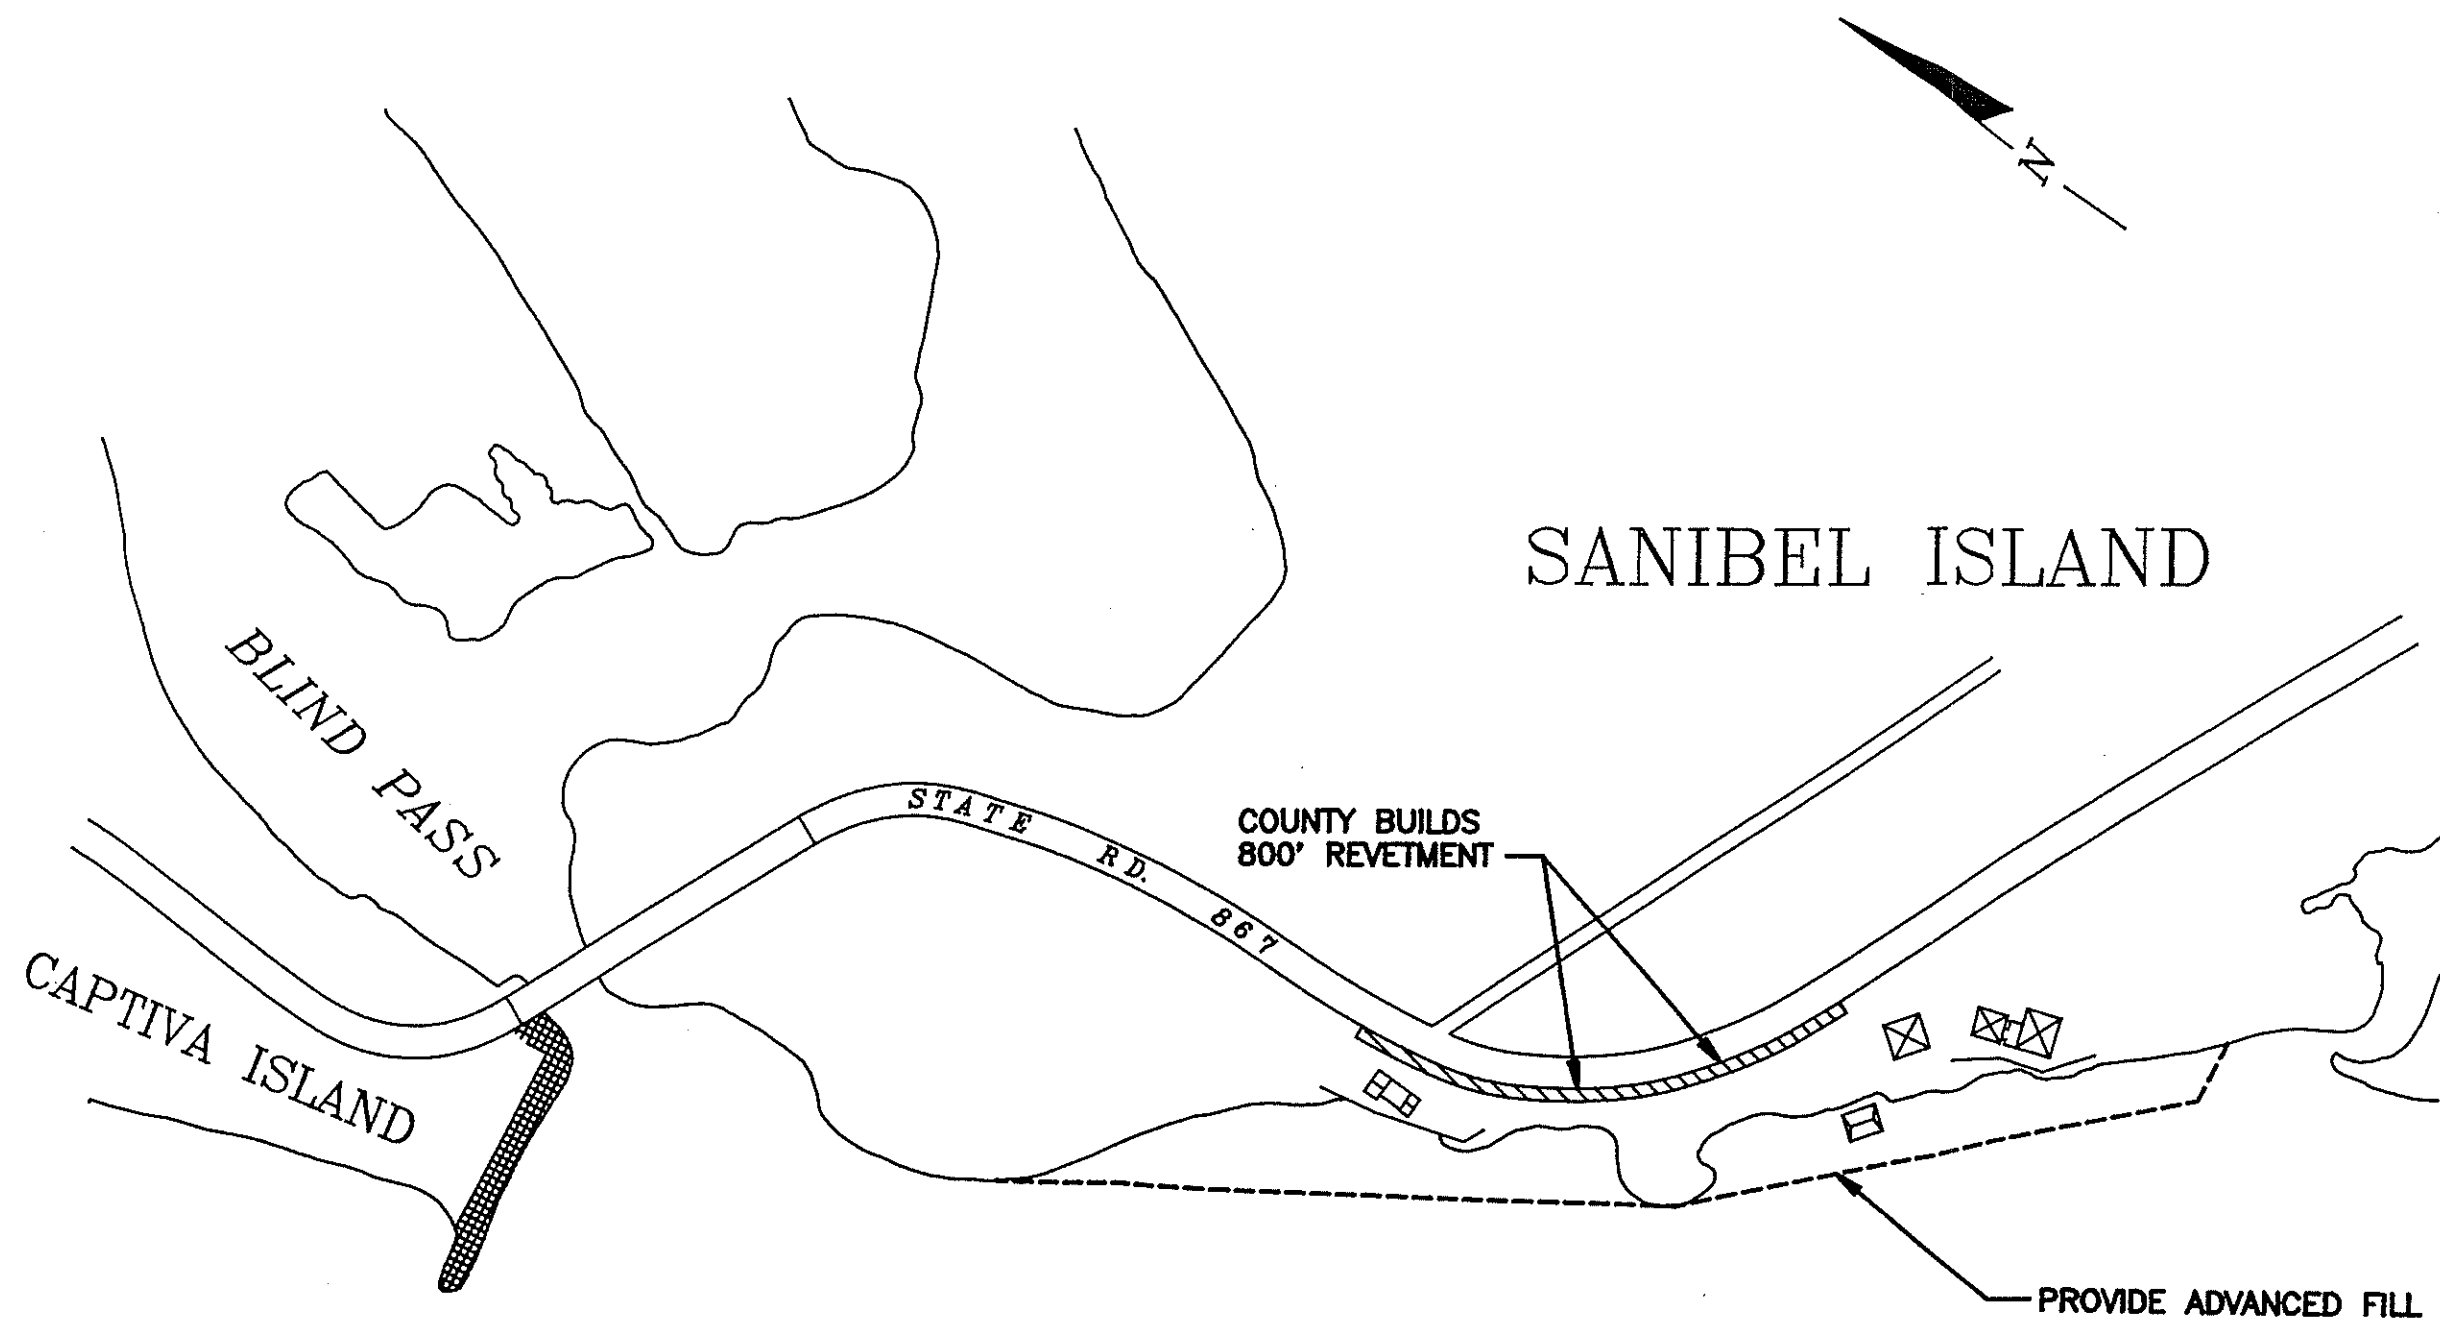 N
SANIBEL ISLAND
BLIND PASS
STATE RD. 867
COUNTY BUILDS
800' REVETMENT
CAPTIVA ISLAND
PROVIDE ADVANCED FILL